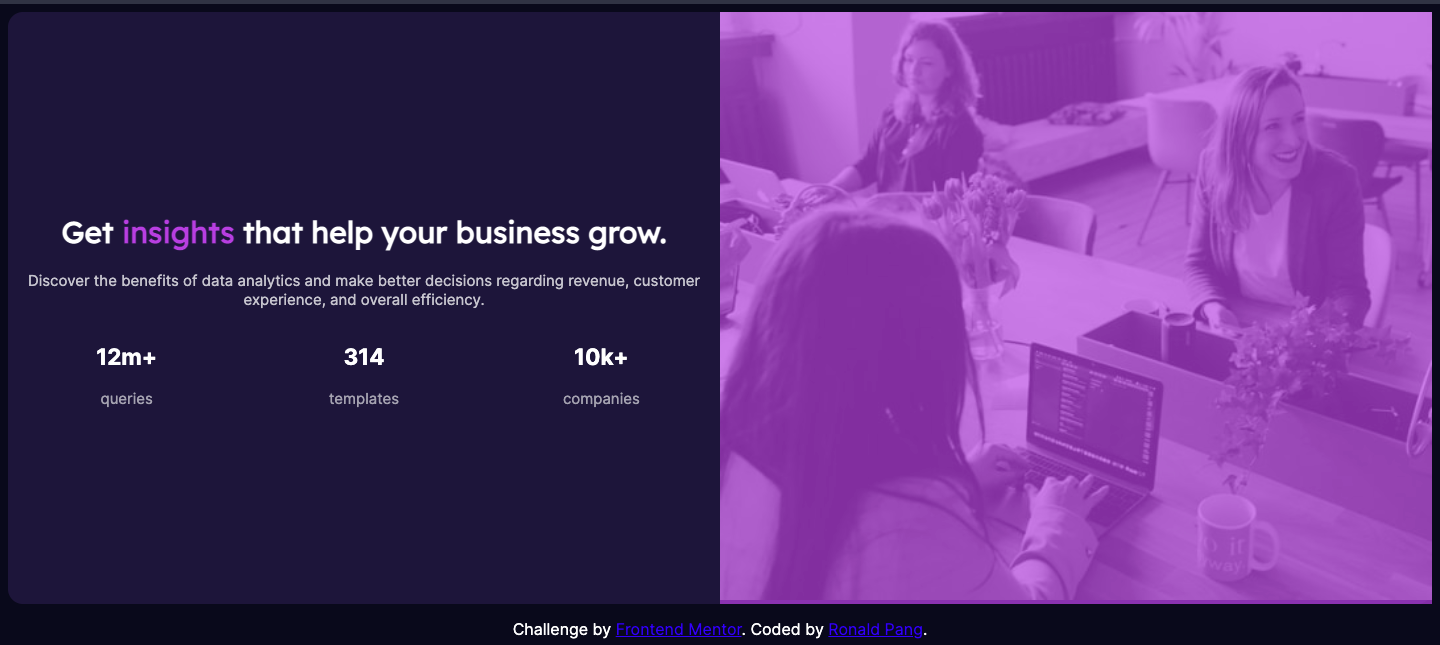 Get insights that help your business grow.
Discover the benefits of data analytics and make better decisions regarding revenue, customer
experience, and overall efficiency.
12m+ 314 10k+
queries templates companies
Challenge by Frontend Mentor. Coded by Ronald Pang.